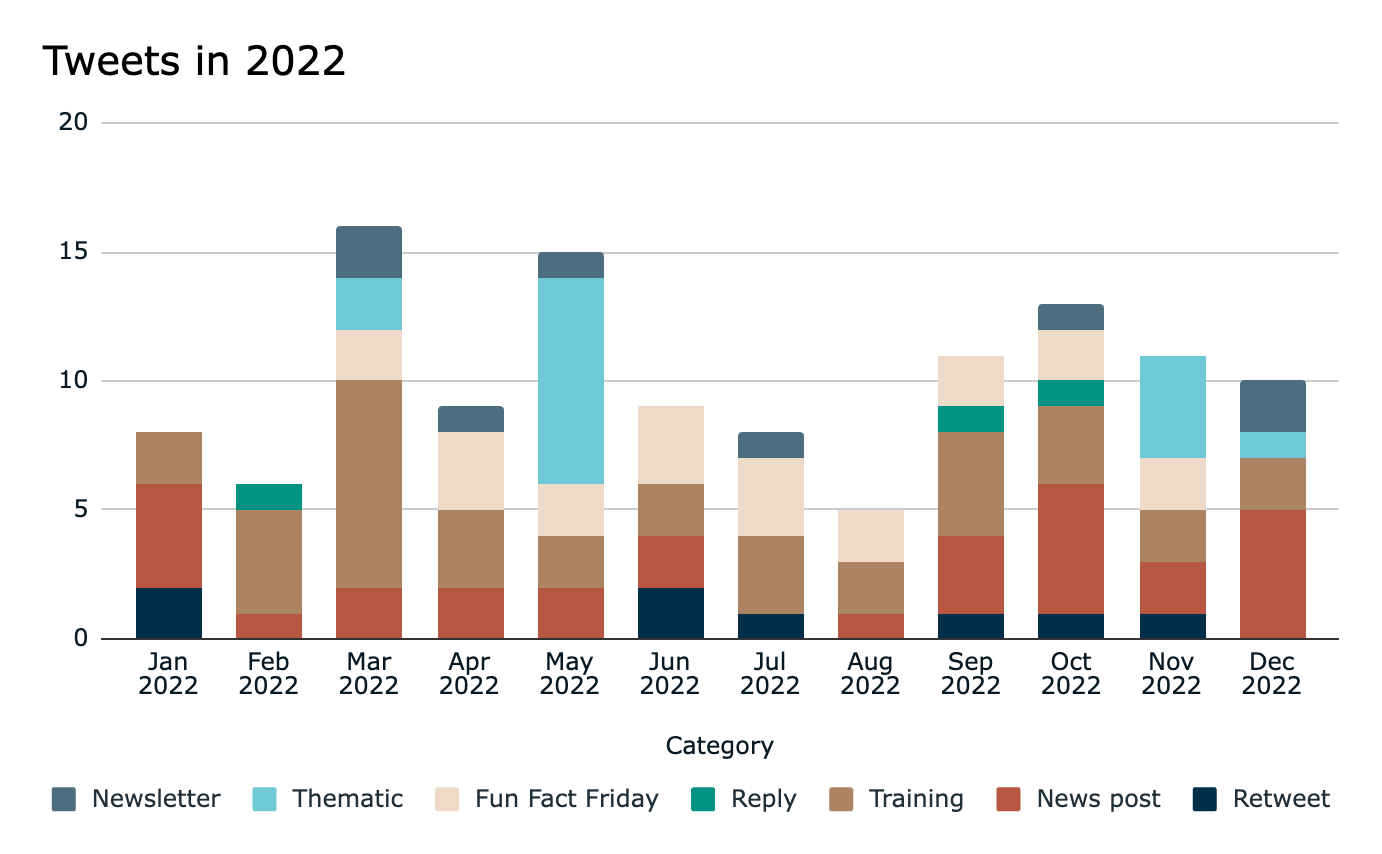 Tweets in 2022
20
15
10
5
0
Jan Feb Mar Apr May Jun Jul Aug Sep Oct Nov Dec
2022 2022 2022 2022 2022 2022 2022 2022 2022 2022 2022 2022
Category
Newsletter Thematic Fun Fact Friday Reply Training News post Retweet